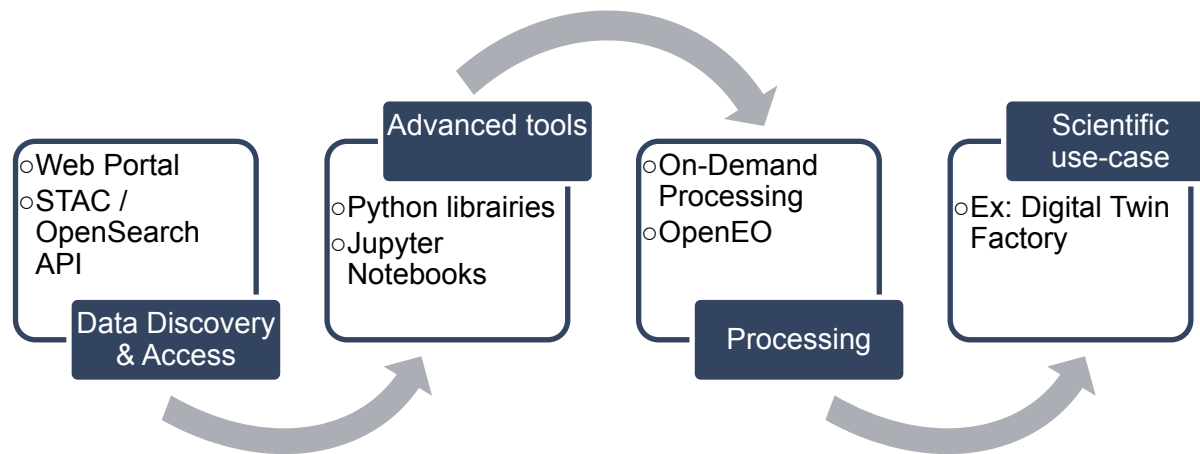 ○Web Portal
○STAC /
OpenSearch
API
Data Discovery
& Access
Advanced tools
○Python librairies
○Jupyter
Notebooks
○On-Demand
Processing
○OpenEO
Processing
Scientific
use-case
○Ex: Digital Twin
Factory